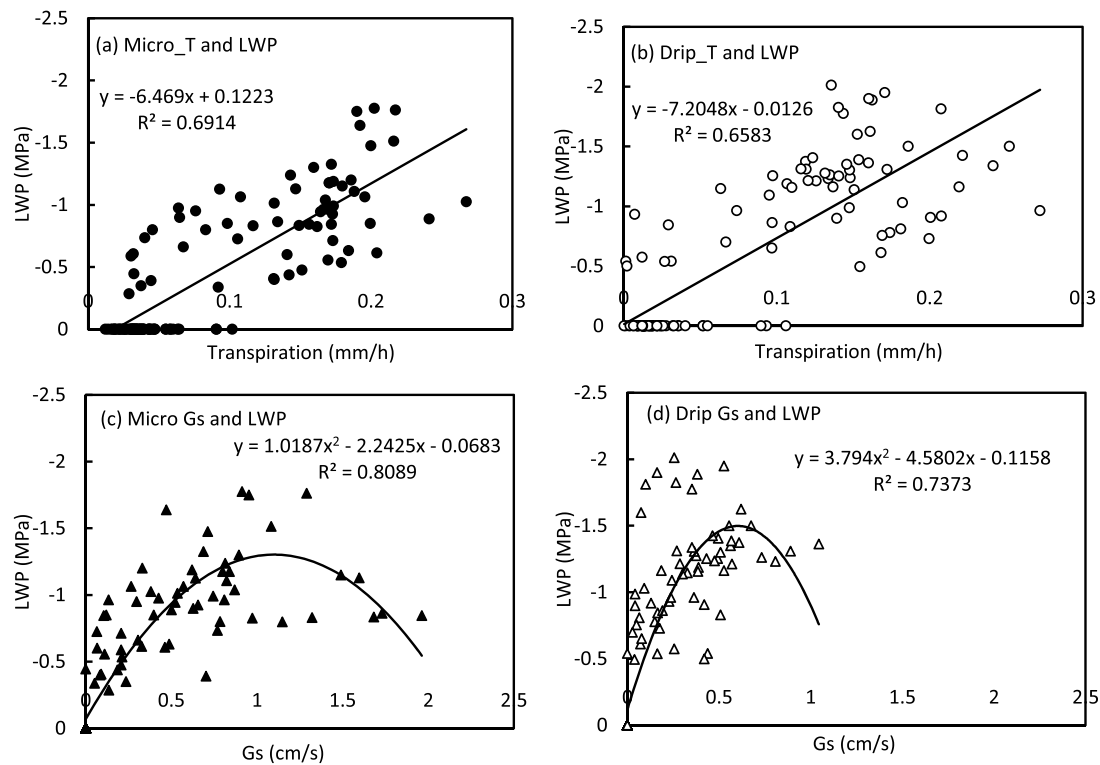 -2.5
(a) Micro_T and LWP
-2
y = -6.469x + 0.1223
R² = 0.6914
-1.5
LWP (MPa)
-1
-0.5
0 0.1 0.2 03
0
Transpiration (mm/h)
-2.5
(b) Drip_T and LWP
-2
y = -7.2048x - 0.0126
R² = 0.6583
-1.5
LWP (MPa)
-1
-0.5
0 0.1 0.2 03
0
Transpiration (mm/h)
-2.5
(c) Micro Gs and LWP
y = 1.0187x² - 2.2425x - 0.0683
R² = 0.8089
-2
-1.5
LWP (MPa)
-1
-0.5
0 0.5 1 1.5 2 2.5
0
Gs (cm/s)
-2.5
(d) Drip Gs and LWP
y = 3.794x² - 4.5802x - 0.1158
R² = 0.7373
-2
-1.5
LWP (MPa)
-1
-0.5
0 0.5 1 1.5 2 2.5
0
Gs (cm/s)